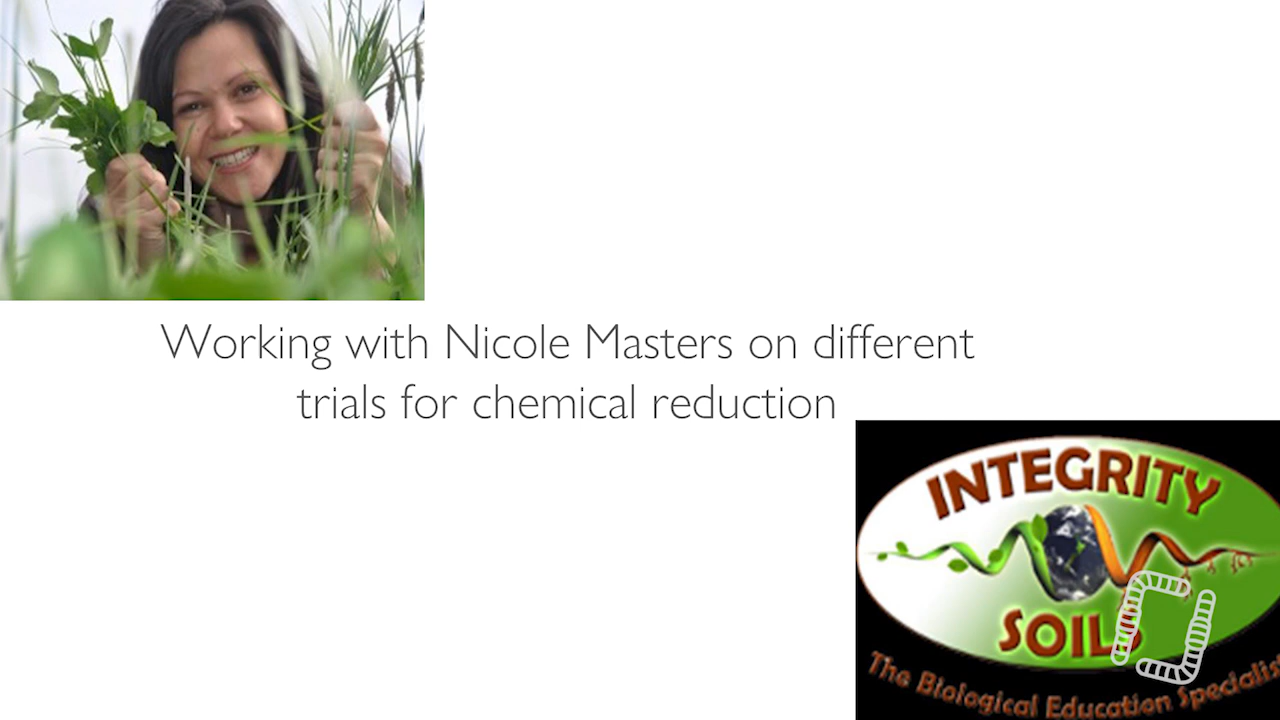 Working with Nicole Masters on different
trials for chemical reduction
INTEGRITY
SOILS
The Biological Education Specialist